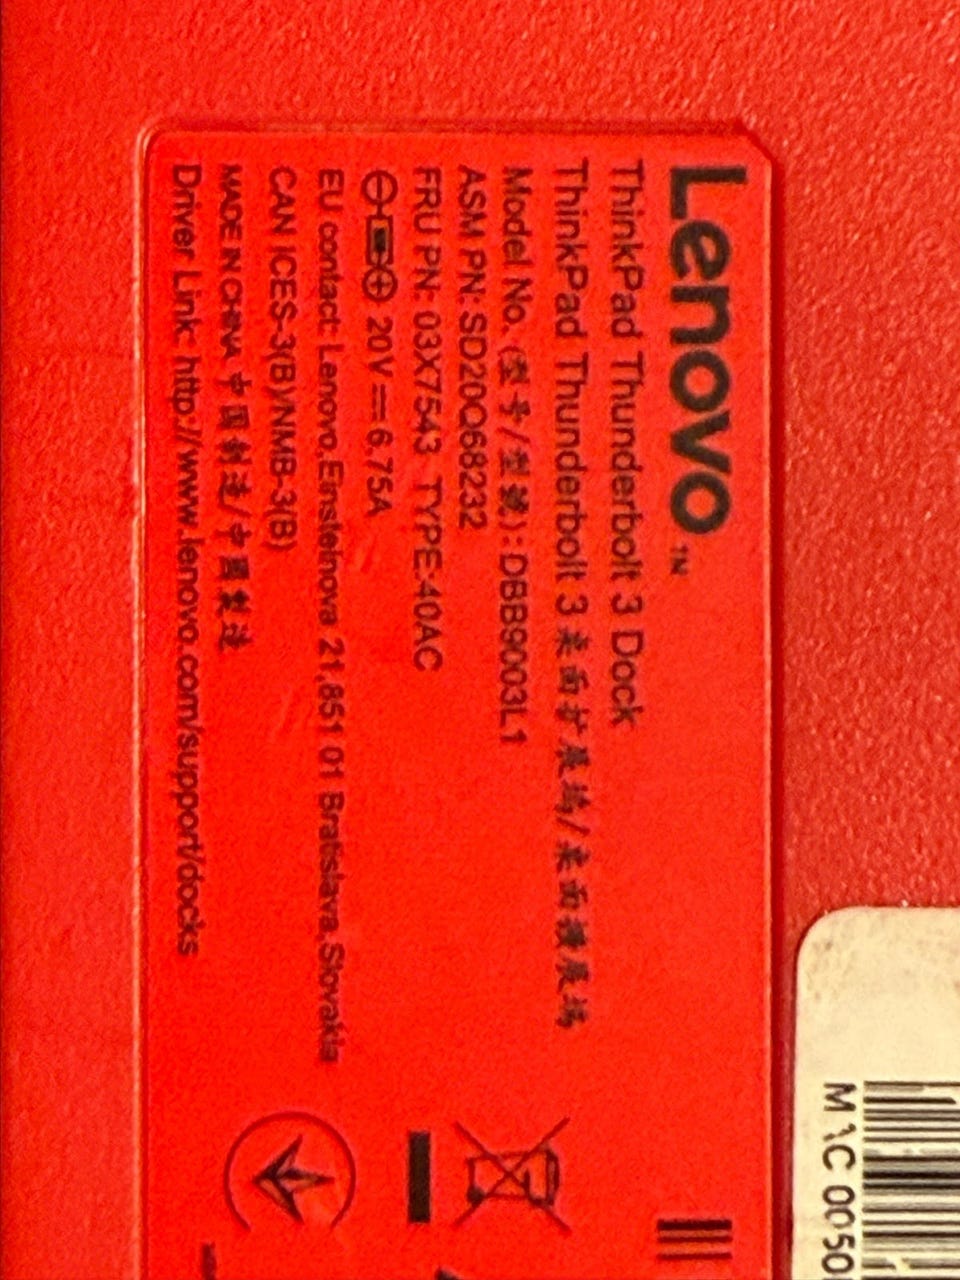 Lenovo™
ThinkPad Thunderbolt 3 Dock
ThinkPad Thunderbolt 3 桌面扩展坞/桌面擴展塢
Model No. (型号/型號): DBB9003L1
ASM PN: SD20Q68232
FRU PN: 03X7543 TYPE:40AC
20V⎓6.75A
EU contact: Lenovo,Einsteinova 21,851 01 Bratislava,Slovakia
CAN ICES-3(B)/NMB-3(B)
MADE IN CHINA 中国制造/中國製造
Driver Link: http://www.lenovo.com/support/docks
0050